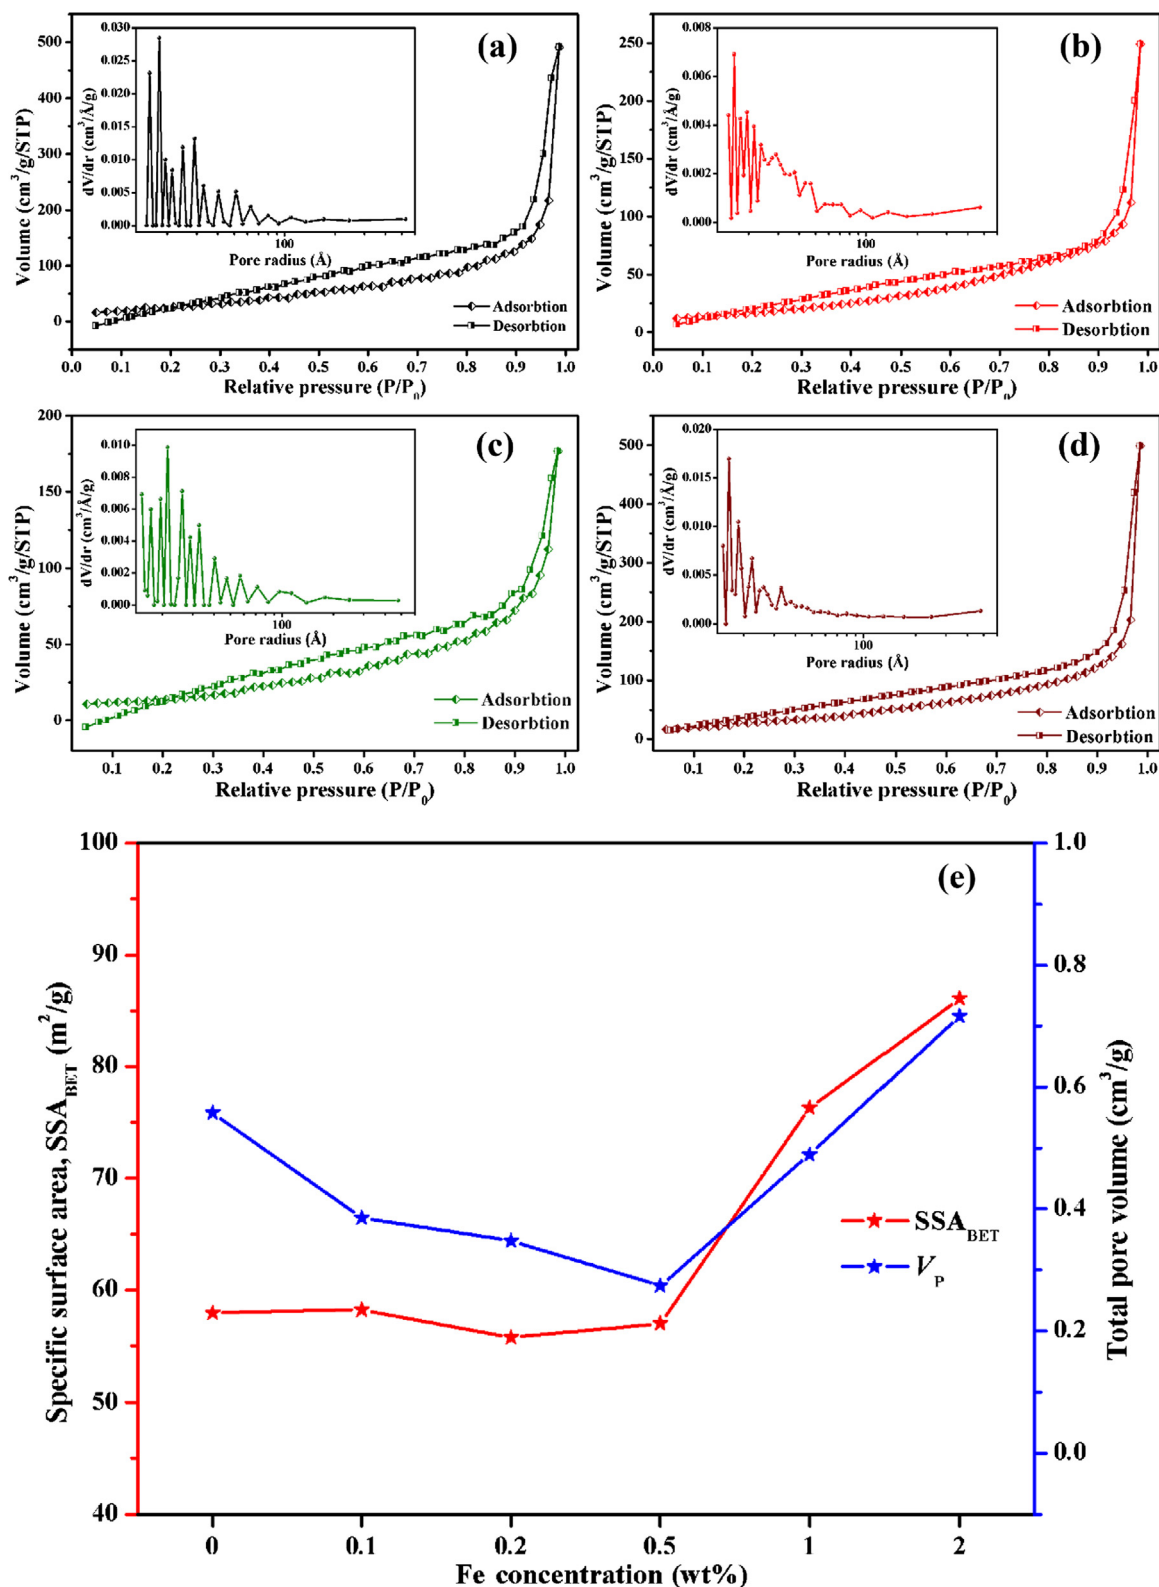 (a)
Volume (cm³/g/STP)
500
400
300
200
100
0
0.0 0.1 0.2 0.3 0.4 0.5 0.6 0.7 0.8 0.9 1.0
Relative pressure (P/P₀)
Adsorbtion
Desorbtion
dV/dr (cm³/Å/g)
0.030
0.025
0.020
0.015
0.010
0.005
0.000
100
Pore radius (Å)
(b)
Volume (cm³/g/STP)
250
200
150
100
50
0
0.0 0.1 0.2 0.3 0.4 0.5 0.6 0.7 0.8 0.9 1.0
Relative pressure (P/P₀)
Adsorbtion
Desorbtion
dV/dr (cm³/Å/g)
0.008
0.006
0.004
0.002
0.000
100
Pore radius (Å)
(c)
Volume (cm³/g/STP)
200
150
100
50
0
0.1 0.2 0.3 0.4 0.5 0.6 0.7 0.8 0.9 1.0
Relative pressure (P/P₀)
Adsorbtion
Desorbtion
dV/dr (cm³/Å/g)
0.010
0.008
0.006
0.004
0.002
0.000
100
Pore radius (Å)
(d)
Volume (cm³/g/STP)
500
400
300
200
100
0
0.1 0.2 0.3 0.4 0.5 0.6 0.7 0.8 0.9 1.0
Relative pressure (P/P₀)
Adsorbtion
Desorbtion
dV/dr (cm³/Å/g)
0.020
0.015
0.010
0.005
0.000
100
Pore radius (Å)
(e)
Specific surface area, SSA_BET (m²/g)
100
90
80
70
60
50
40
Total pore volume (cm³/g)
1.0
0.8
0.6
0.4
0.2
0.0
SSA_BET
V_P
0 0.1 0.2 0.5 1 2
Fe concentration (wt%)